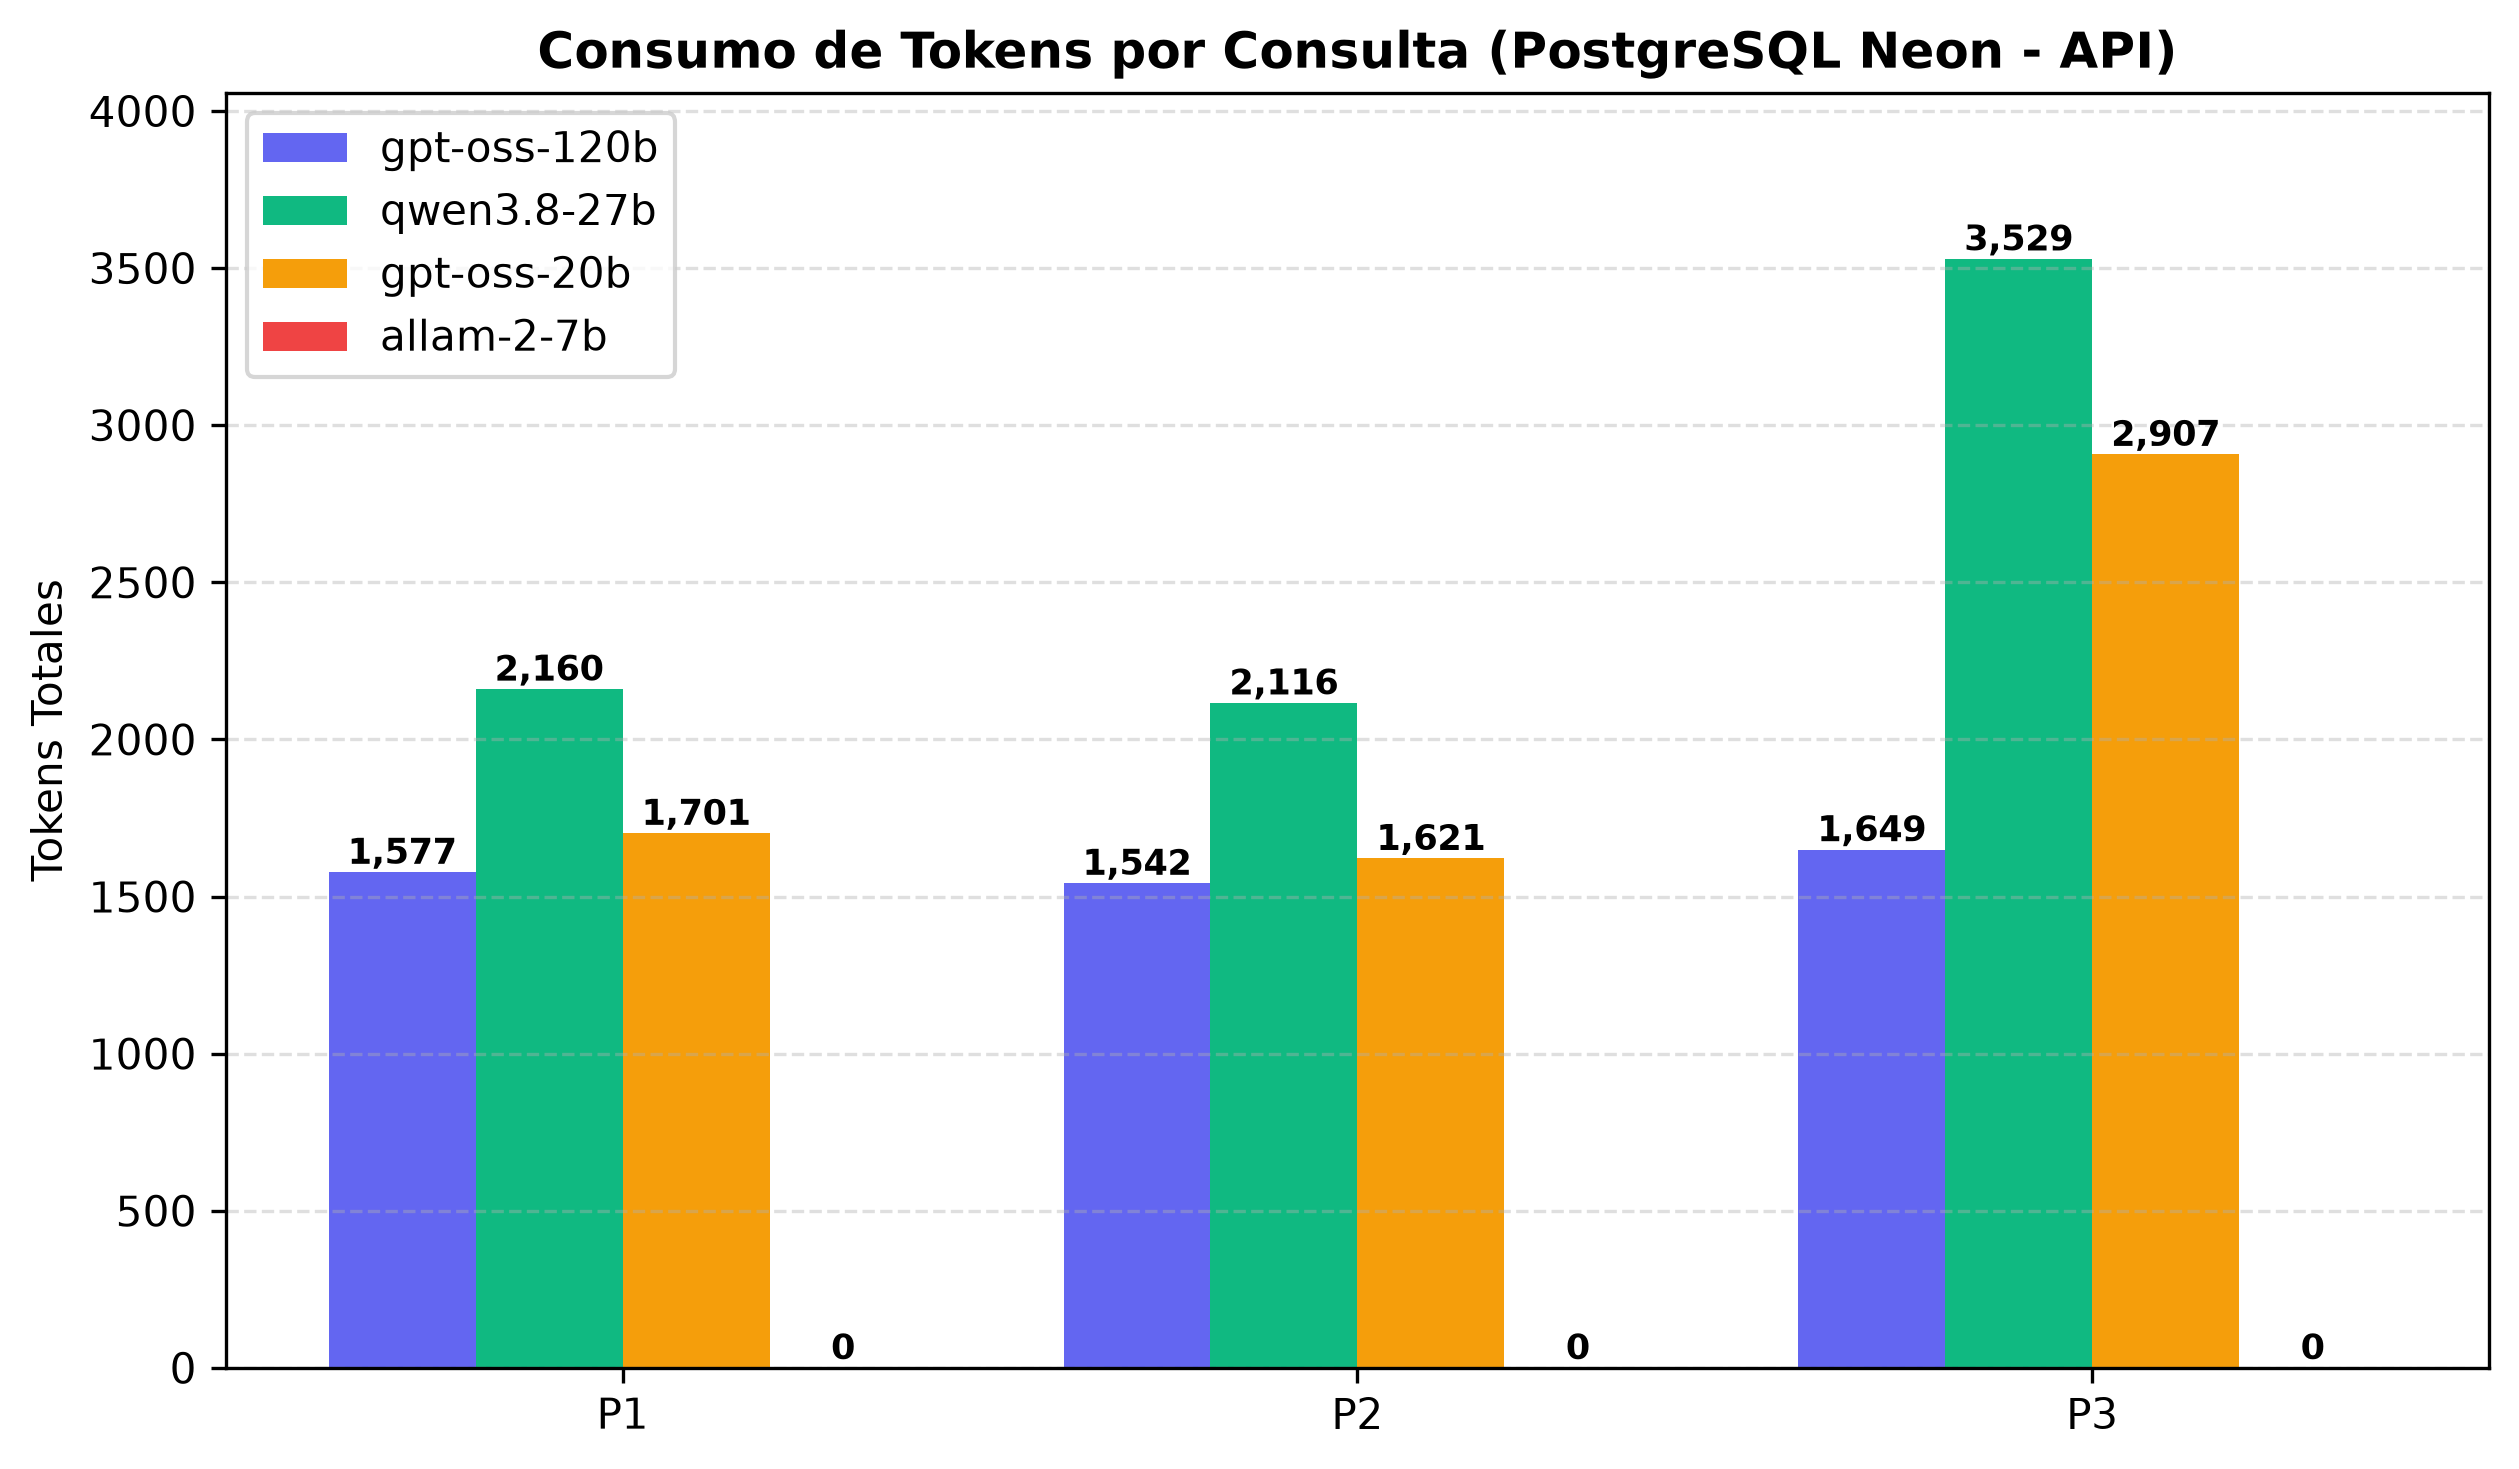 Consumo de Tokens por Consulta (PostgreSQL Neon - API)
Tokens Totales
4000
3500
3000
2500
2000
1500
1000
500
0
gpt-oss-120b
qwen3.8-27b
gpt-oss-20b
allam-2-7b
1,577
2,160
1,701
0
1,542
2,116
1,621
0
1,649
3,529
2,907
0
P1
P2
P3